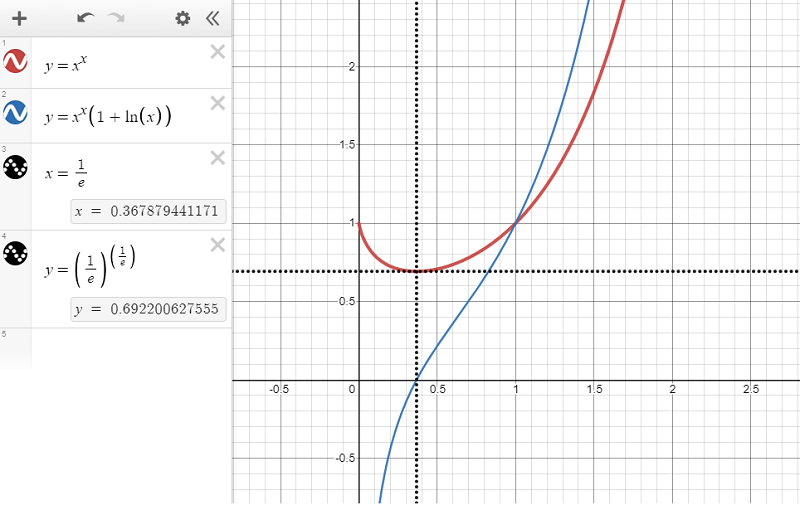 1
y = x^x
2
y = x^x(1 + ln(x))
3
x = 1/e
x = 0.367879441171
4
y = (1/e)^(1/e)
y = 0.692200627555
5
2
1.5
1
0.5
-0.5 0 0.5 1 1.5 2 2.5
-0.5